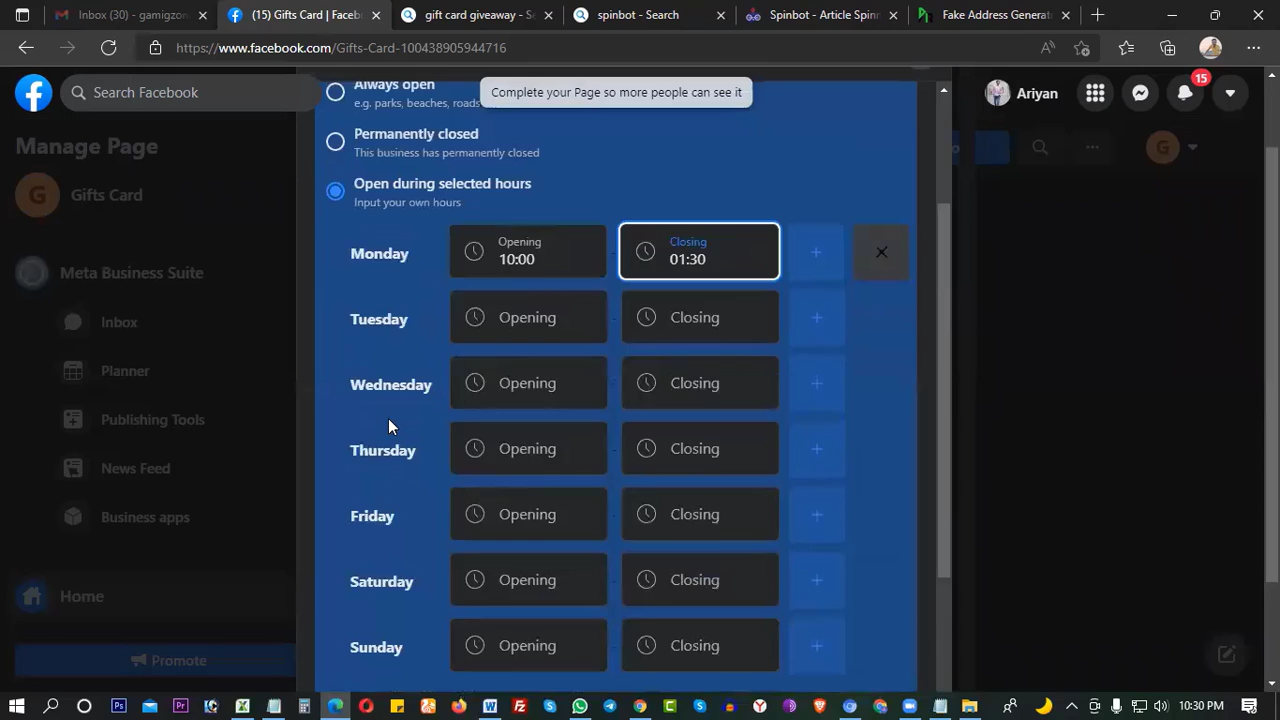 Inbox (30) - gamigzon
(15) Gifts Card | Faceb
gift card giveaway - Se
spinbot - Search
Spinbot - Article Spinn
Fake Address Generat
https://www.facebook.com/Gifts-Card-100438905944716
Search Facebook
Always open
e.g. parks, beaches, roads
Complete your Page so more people can see it
Ariyan
15
Manage Page
G Gifts Card
G
Permanently closed
This business has permanently closed
Open during selected hours
Input your own hours
Meta Business Suite
Inbox
Planner
Publishing Tools
News Feed
Business apps
Home
Promote
Monday Opening 10:00 - Closing 01:30
Tuesday Opening - Closing
Wednesday Opening - Closing
Thursday Opening - Closing
Friday Opening - Closing
Saturday Opening - Closing
Sunday Opening - Closing
10:30 PM